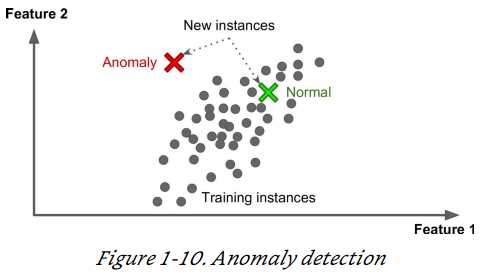 Feature 2
New instances
Anomaly
Normal
Training instances
Feature 1
Figure 1-10. Anomaly detection